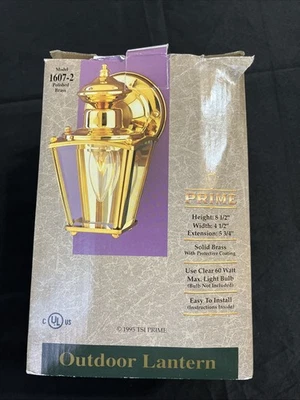 Model
1607-2
Polished
Brass
PRIME
Height: 8 1/2"
Width: 4 1/2"
Extension: 5 3/4"
Solid Brass
With Protective Coating
Use Clear 60 Watt
Max. Light Bulb
(Bulb Not Included)
Easy To Install
(Instructions Inside)
C UL US
© 1995 TSI PRIME
Outdoor Lantern